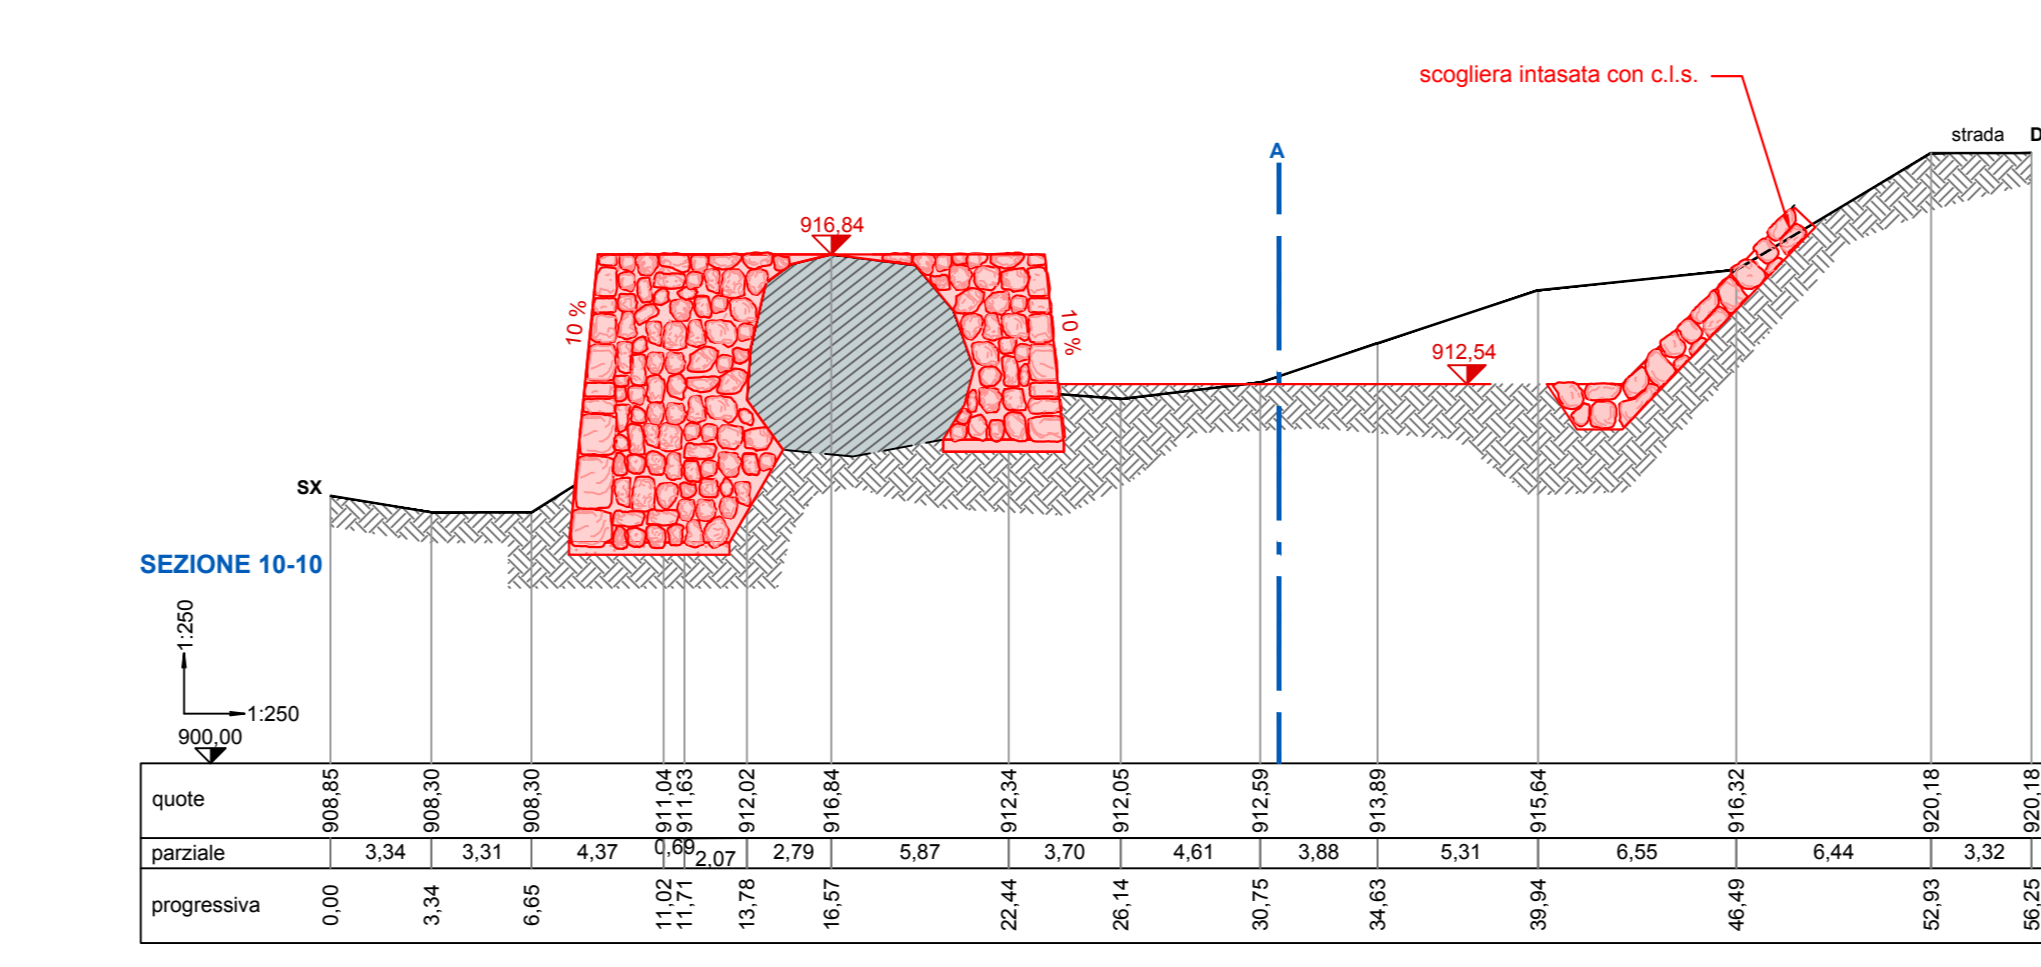 scogliera intasata con c.l.s.
strada D
A
916,84
10 %
10 %
912,54
SX
SEZIONE 10-10
1:250
1:250
900,00
quote 908,85 908,30 908,30 911,04 911,63 912,02 916,84 912,34 912,05 912,59 913,89 915,64 916,32 920,18 920,18
parziale 3,34 3,31 4,37 0,69 2,07 2,79 5,87 3,70 4,61 3,88 5,31 6,55 6,44 3,32
progressiva 0,00 3,34 6,65 11,02 11,71 13,78 16,57 22,44 26,14 30,75 34,63 39,94 46,49 52,93 56,25